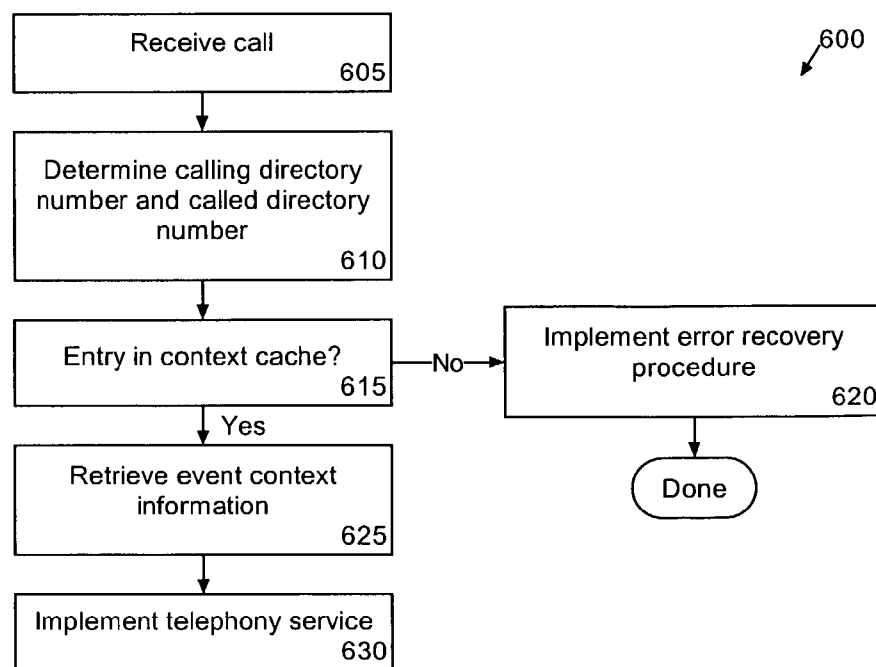 Receive call
605
600
Determine calling directory
number and called directory
number
610
Entry in context cache?
615
No
Implement error recovery
procedure
620
Yes
Done
Retrieve event context
information
625
Implement telephony service
630